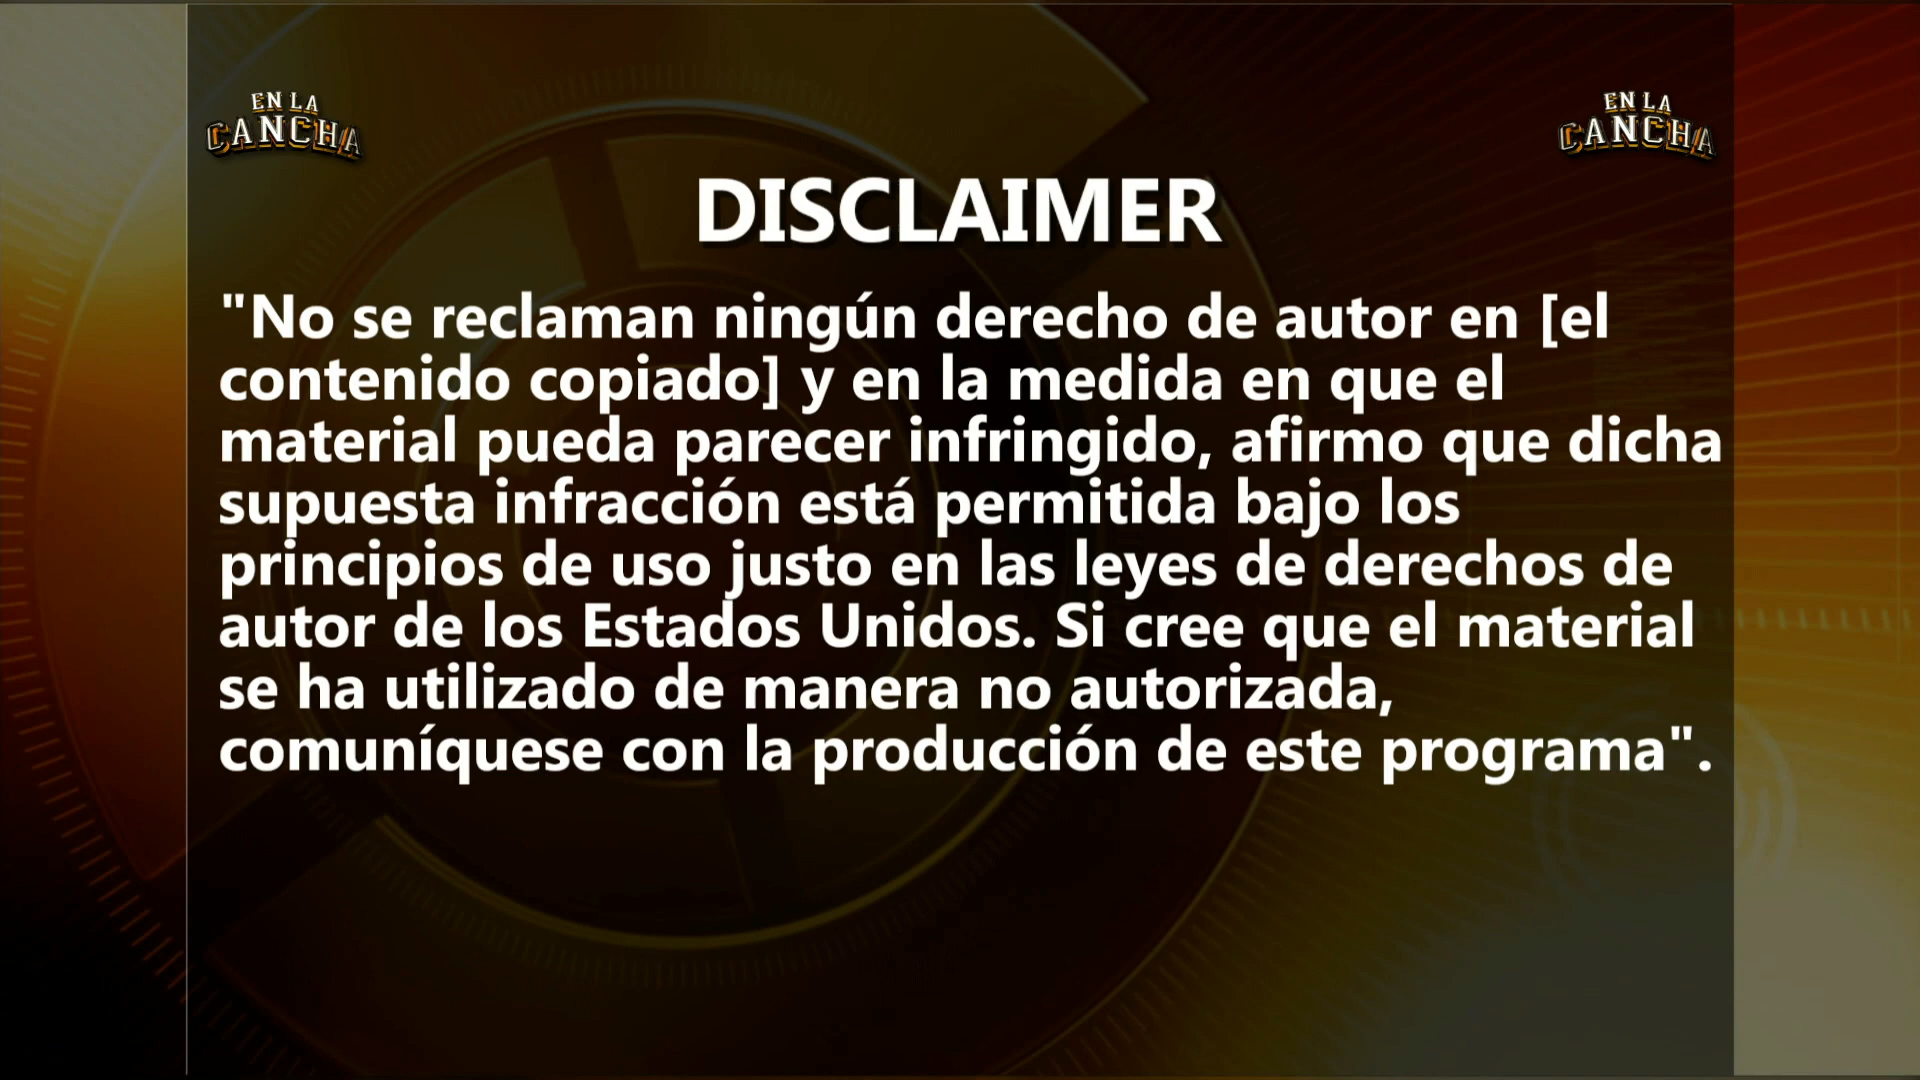 EN LA
CANCHA
EN LA
CANCHA
DISCLAIMER
"No se reclaman ningún derecho de autor en [el
contenido copiado] y en la medida en que el
material pueda parecer infringido, afirmo que dicha
supuesta infracción está permitida bajo los
principios de uso justo en las leyes de derechos de
autor de los Estados Unidos. Si cree que el material
se ha utilizado de manera no autorizada,
comuníquese con la producción de este programa".